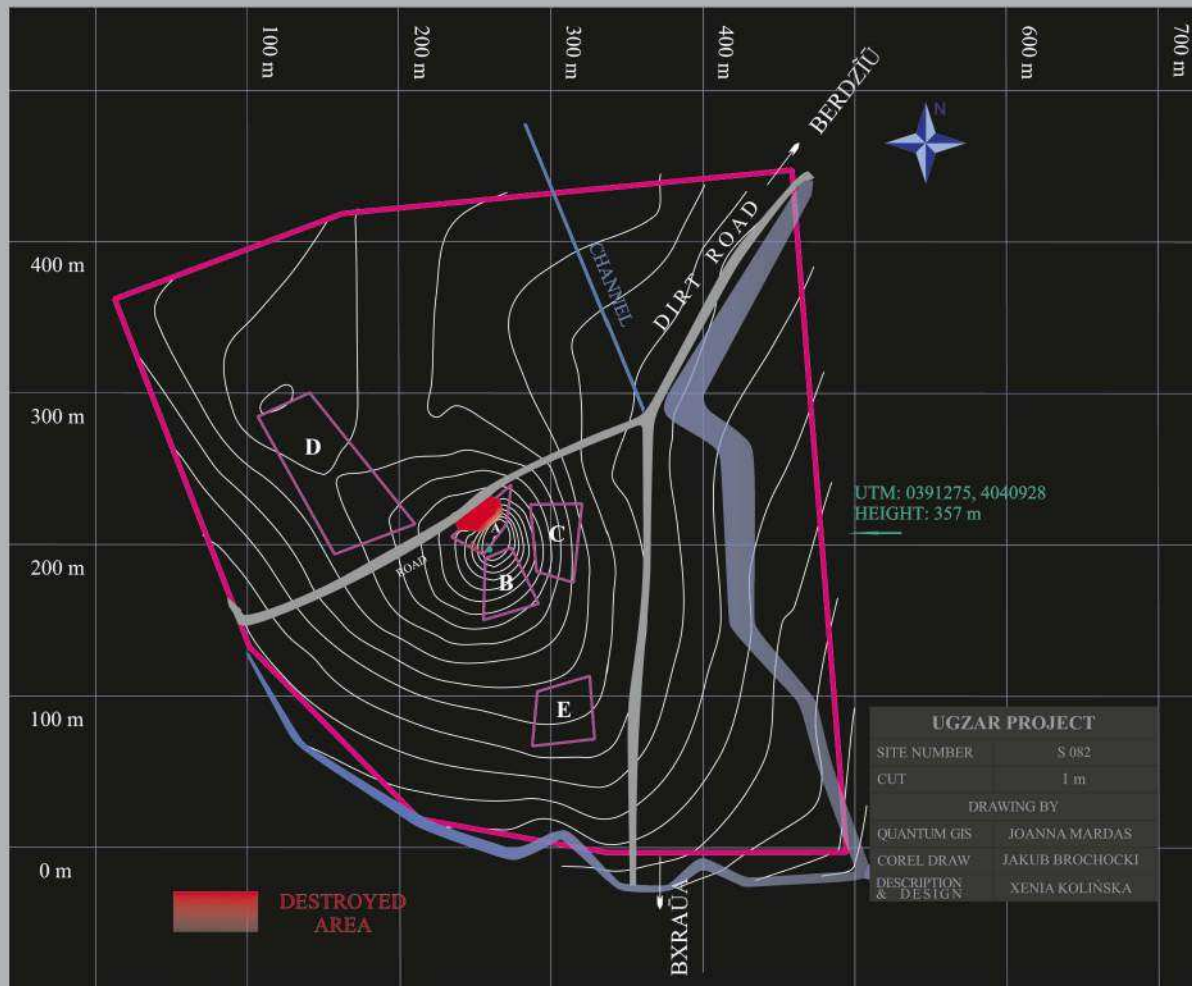 100 m
200 m
300 m
400 m
600 m
700 m
BERDZĪŪ
N
400 m
DIRT ROAD
CHANNEL
300 m
D
UTM: 0391275, 4040928
HEIGHT: 357 m
A
C
200 m
ROAD
B
100 m
E
UGZAR PROJECT
SITE NUMBER S 082
CUT 1 m
DRAWING BY
QUANTUM GIS JOANNA MARDAS
COREL DRAW JAKUB BROCHOCKI
DESCRIPTION & DESIGN XENIA KOLIŃSKA
0 m
BXRAŪA
DESTROYED
AREA